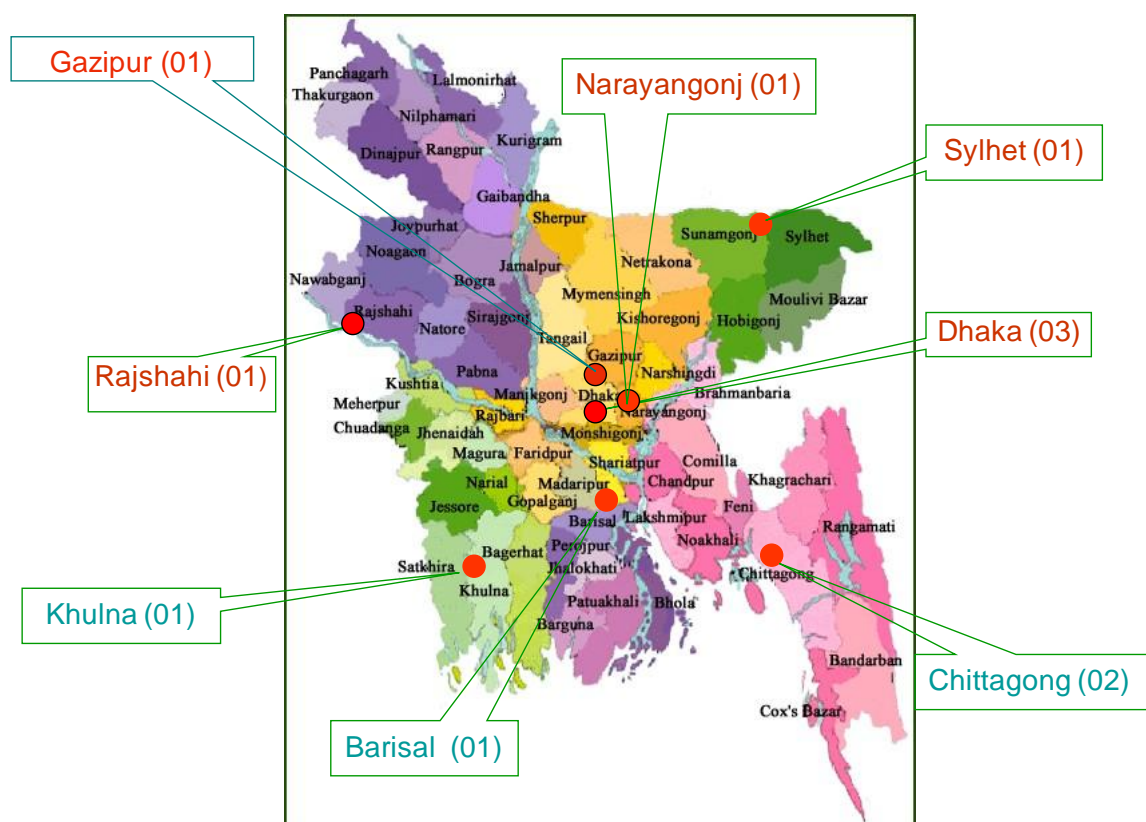 Gazipur (01)
Narayangonj (01)
Sylhet (01)
Dhaka (03)
Rajshahi (01)
Khulna (01)
Barisal (01)
Chittagong (02)
Panchagarh
Thakurgaon
Lalmonirhat
Nilphamari
Kurigram
Rangpur
Dinajpur
Gaibandha
Sherpur
Joypurhat
Sunamgonj
Sylhet
Noagaon
Netrakona
Jamalpur
Nawabganj
Bogra
Mymensingh
Moulivi Bazar
Rajshahi
Sirajgonj
Kishoregonj
Hobigonj
Natore
Tangail
Gazipur
Pabna
Narshingdi
Kushtia
Manjkgonj
Dhaka
Brahmanbaria
Meherpur
Rajbari
Narayangonj
Chuadanga
Jhenaidah
Monshigonj
Magura
Faridpur
Shariatpur
Comilla
Khagrachari
Narial
Madaripur
Chandpur
Jessore
Gopalganj
Feni
Barisal
Lakshmipur
Rangamati
Noakhali
Bagerhat
Perojpur
Satkhira
Jhalokhati
Chittagong
Khulna
Patuakhali
Bhola
Barguna
Bandarban
Cox's Bazar